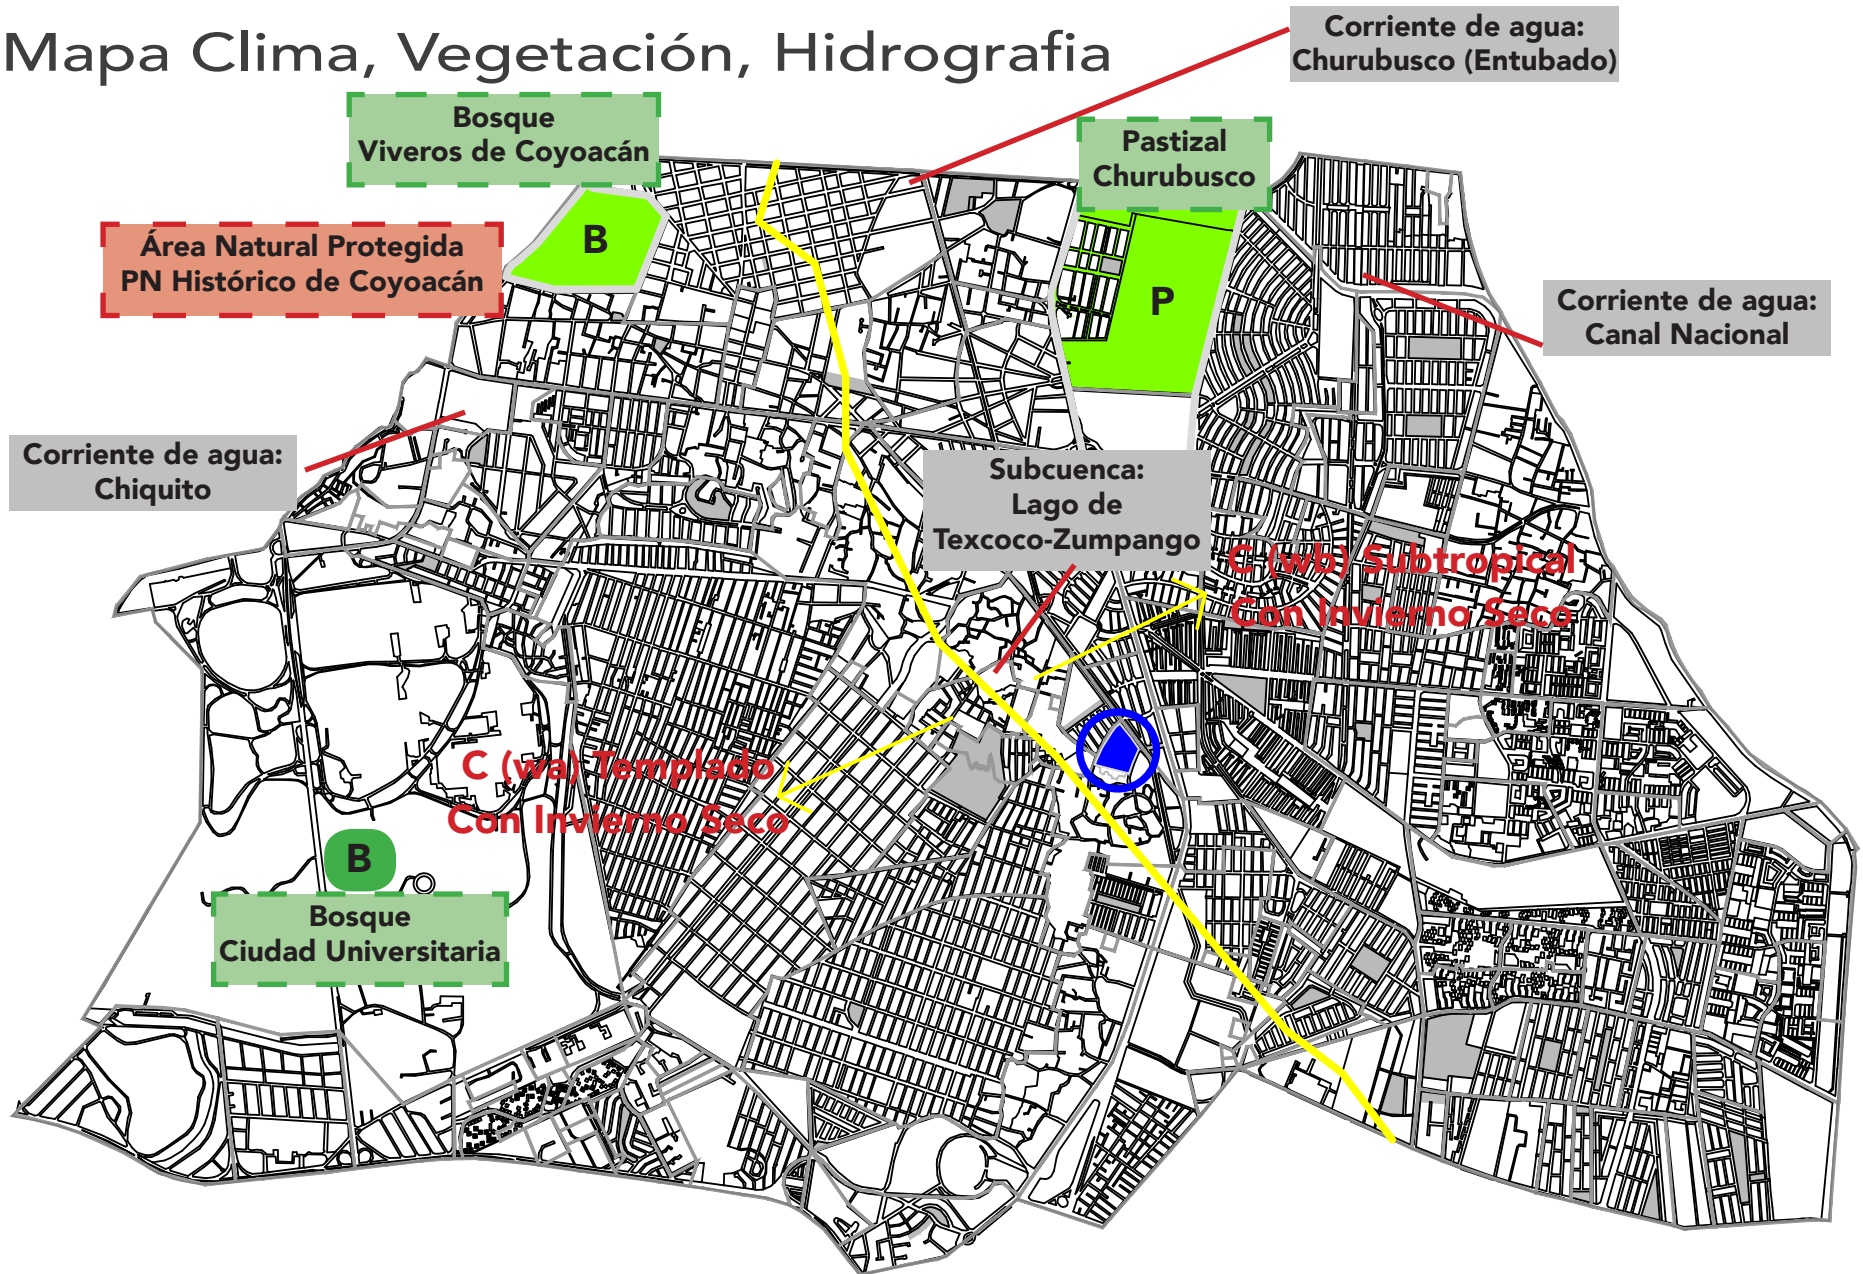 Mapa Clima, Vegetación, Hidrografia
Corriente de agua:
Churubusco (Entubado)
Bosque
Viveros de Coyoacán
Pastizal
Churubusco
Área Natural Protegida
PN Histórico de Coyoacán
B
P
Corriente de agua:
Canal Nacional
Corriente de agua:
Chiquito
Subcuenca:
Lago de
Texcoco-Zumpango
C (wb) Subtropical
Con Invierno Seco
C (wa) Templado
Con Invierno Seco
B
Bosque
Ciudad Universitaria